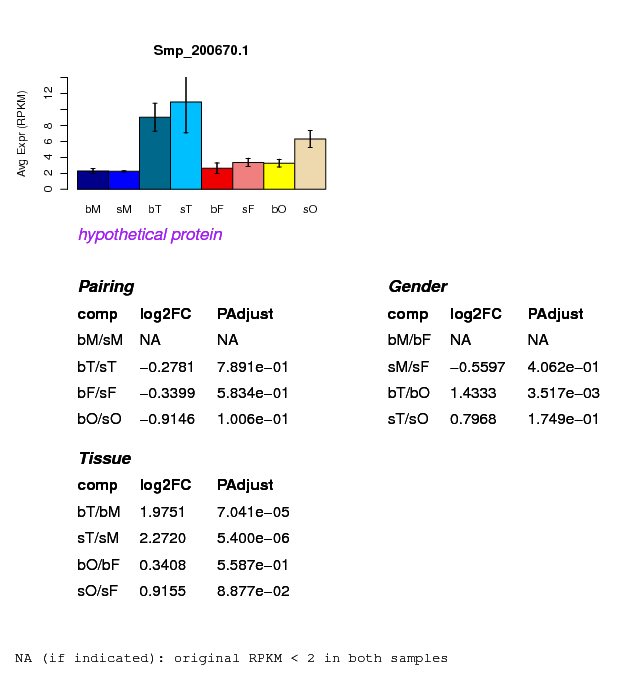 Smp_200670.1
Avg Expr (RPKM)
0 2 4 6 8 12
bM sM bT sT bF sF bO sO
hypothetical protein
Pairing
comp log2FC PAdjust
bM/sM NA NA
bT/sT −0.2781 7.891e−01
bF/sF −0.3399 5.834e−01
bO/sO −0.9146 1.006e−01
Gender
comp log2FC PAdjust
bM/bF NA NA
sM/sF −0.5597 4.062e−01
bT/bO 1.4333 3.517e−03
sT/sO 0.7968 1.749e−01
Tissue
comp log2FC PAdjust
bT/bM 1.9751 7.041e−05
sT/sM 2.2720 5.400e−06
bO/bF 0.3408 5.587e−01
sO/sF 0.9155 8.877e−02
NA (if indicated): original RPKM < 2 in both samples